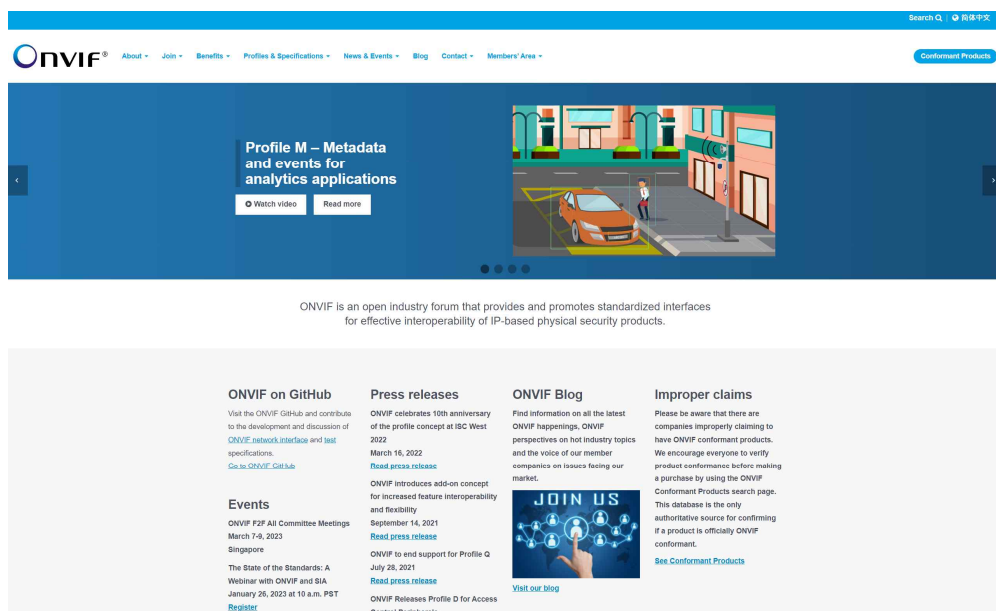 Search
简体中文
ONVIF®
About
Join
Benefits
Profiles & Specifications
News & Events
Blog
Contact
Members' Area
Conformant Products
Profile M – Metadata
and events for
analytics applications
Watch video
Read more
ONVIF is an open industry forum that provides and promotes standardized interfaces
for effective interoperability of IP-based physical security products.
ONVIF on GitHub
Visit the ONVIF GitHub and contribute
to the development and discussion of
ONVIF network interface and test
specifications.
Go to ONVIF GitHub
Events
ONVIF F2F All Committee Meetings
March 7-9, 2023
Singapore
The State of the Standards: A
Webinar with ONVIF and SIA
January 26, 2023 at 10 a.m. PST
Register
Press releases
ONVIF celebrates 10th anniversary
of the profile concept at ISC West
2022
March 16, 2022
Read press release
ONVIF introduces add-on concept
for increased feature interoperability
and flexibility
September 14, 2021
Read press release
ONVIF to end support for Profile Q
July 28, 2021
Read press release
ONVIF Releases Profile D for Access
Control Peripherals
ONVIF Blog
Find information on all the latest
ONVIF happenings, ONVIF
perspectives on hot industry topics
and the voice of our member
companies on issues facing our
market.
JOIN US
Visit our blog
Improper claims
Please be aware that there are
companies improperly claiming to
have ONVIF conformant products.
We encourage everyone to verify
product conformance before making
a purchase by using the ONVIF
Conformant Products search page.
This database is the only
authoritative source for confirming
if a product is officially ONVIF
conformant.
See Conformant Products